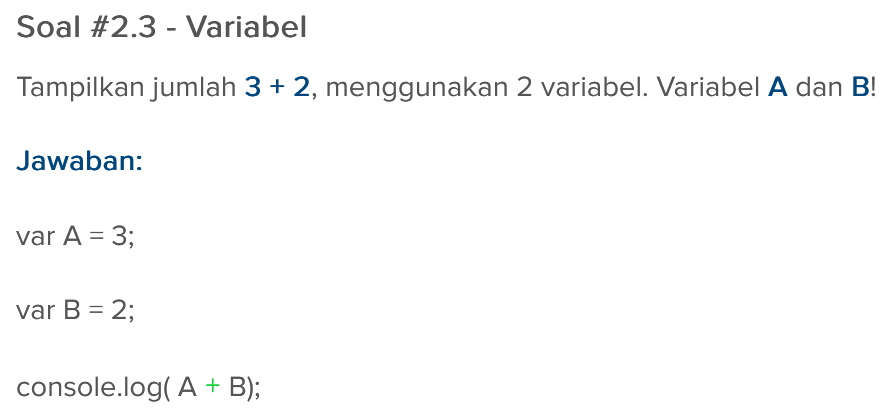 Soal #2.3 - Variabel
Tampilkan jumlah 3 + 2, menggunakan 2 variabel. Variabel A dan B!
Jawaban:
var A = 3;
var B = 2;
console.log( A + B);